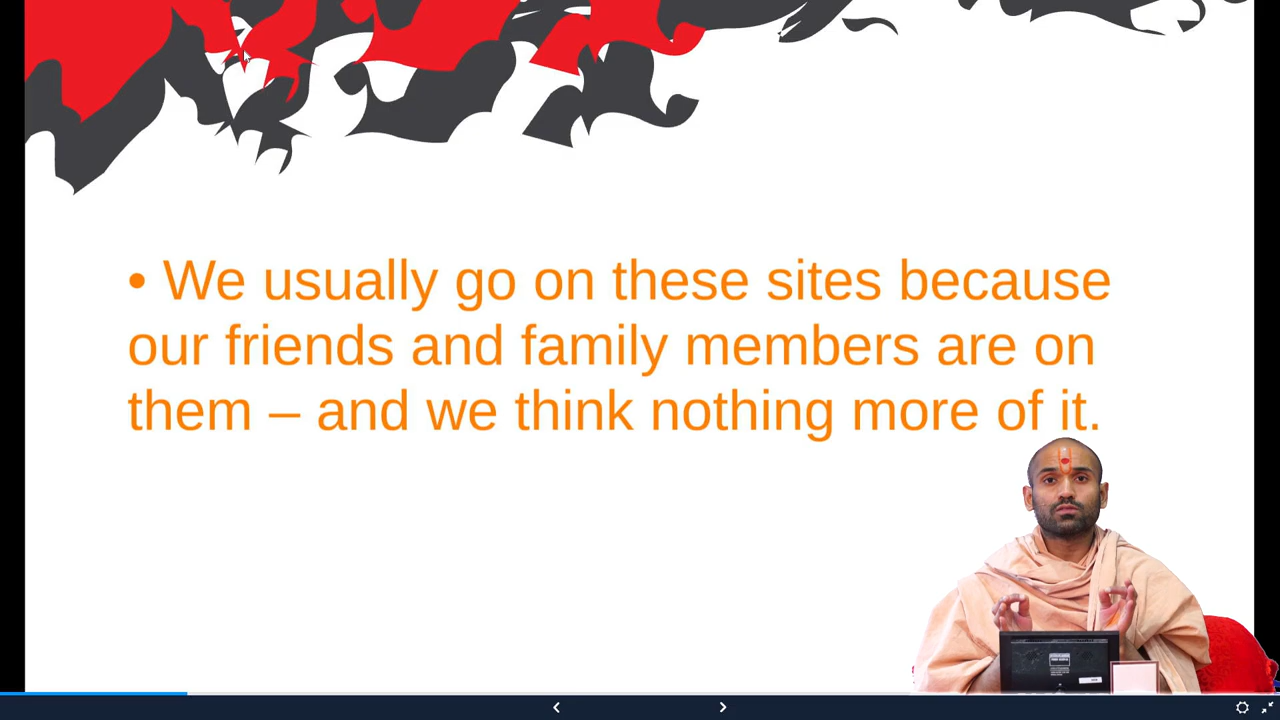 • We usually go on these sites because
our friends and family members are on
them – and we think nothing more of it.